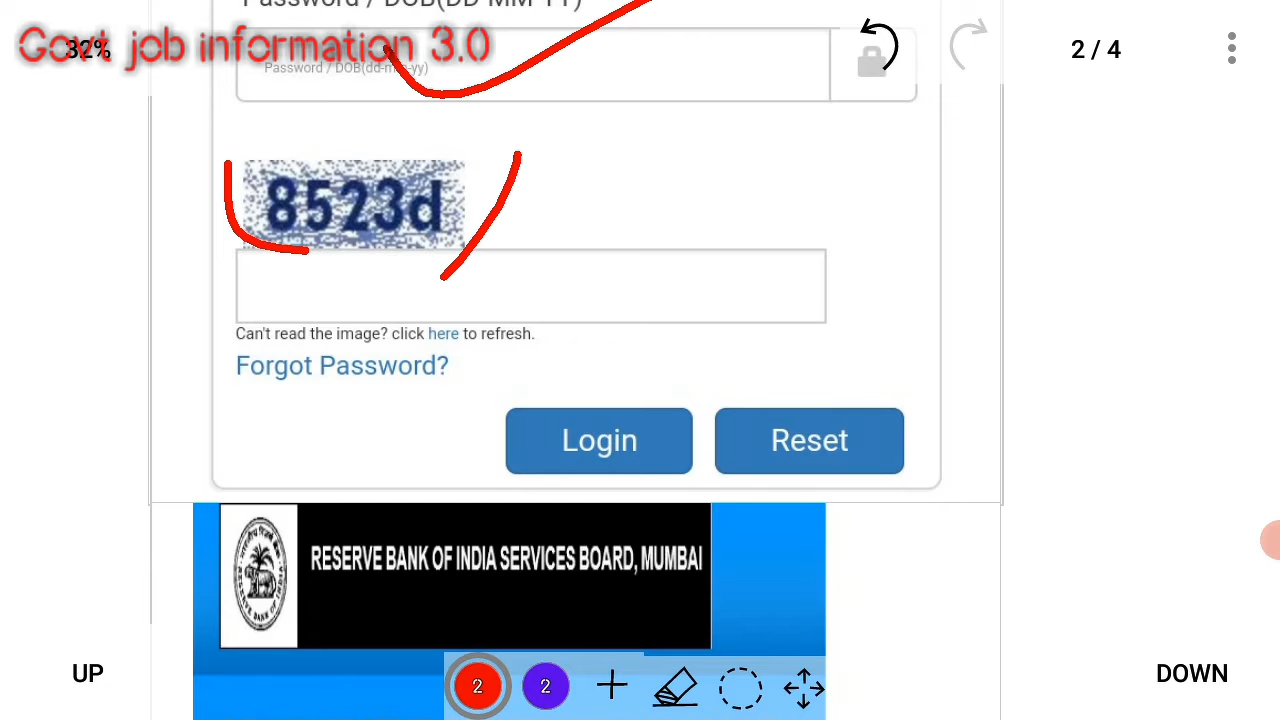 Password / DOB(DD-MM-YY)
Govt job information 3.0
32%
2 / 4
Password / DOB(dd-mm-yy)
8523d
Can't read the image? click here to refresh.
Forgot Password?
Login
Reset
RESERVE BANK OF INDIA SERVICES BOARD, MUMBAI
UP
2
2
DOWN